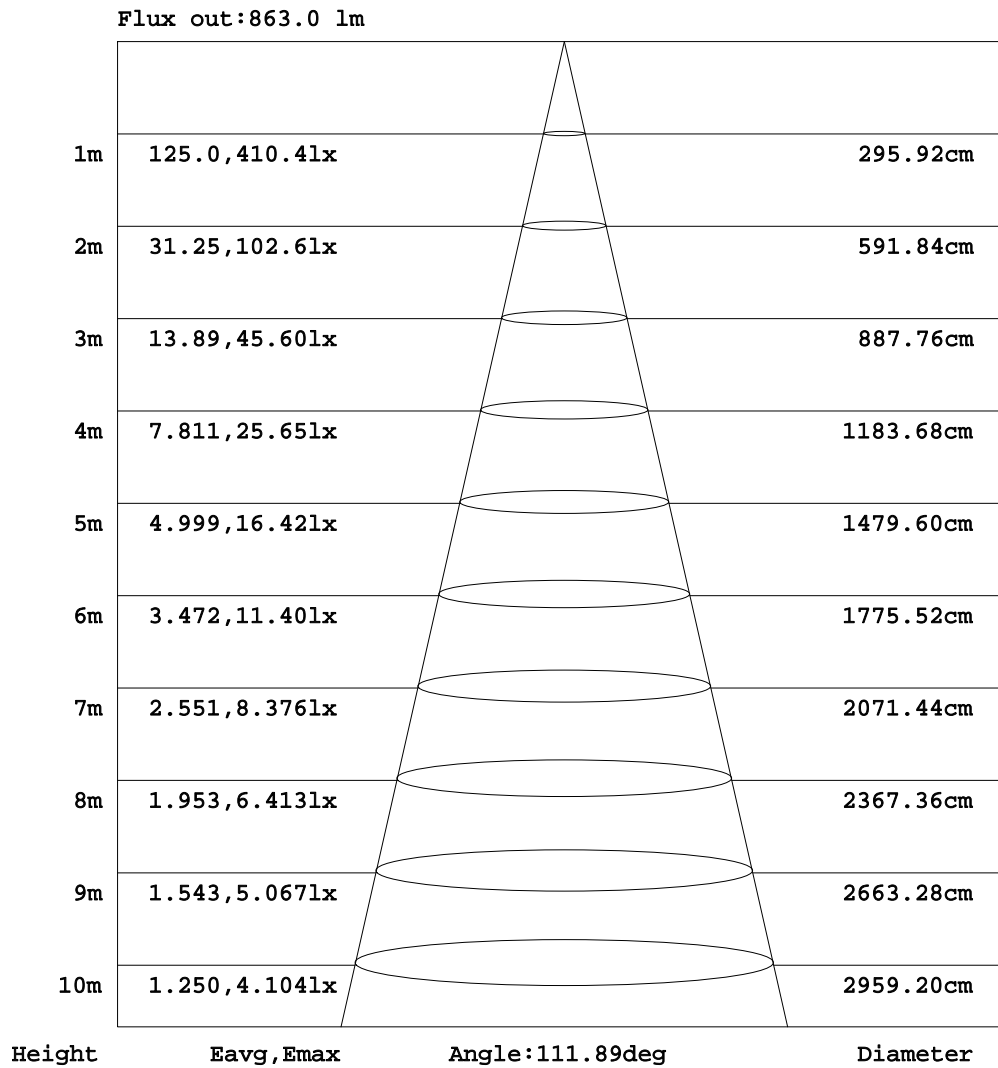 Flux out:863.0 lm
1m 125.0,410.4lx 295.92cm
2m 31.25,102.6lx 591.84cm
3m 13.89,45.60lx 887.76cm
4m 7.811,25.65lx 1183.68cm
5m 4.999,16.42lx 1479.60cm
6m 3.472,11.40lx 1775.52cm
7m 2.551,8.376lx 2071.44cm
8m 1.953,6.413lx 2367.36cm
9m 1.543,5.067lx 2663.28cm
10m 1.250,4.104lx 2959.20cm
Height Eavg,Emax Angle:111.89deg Diameter